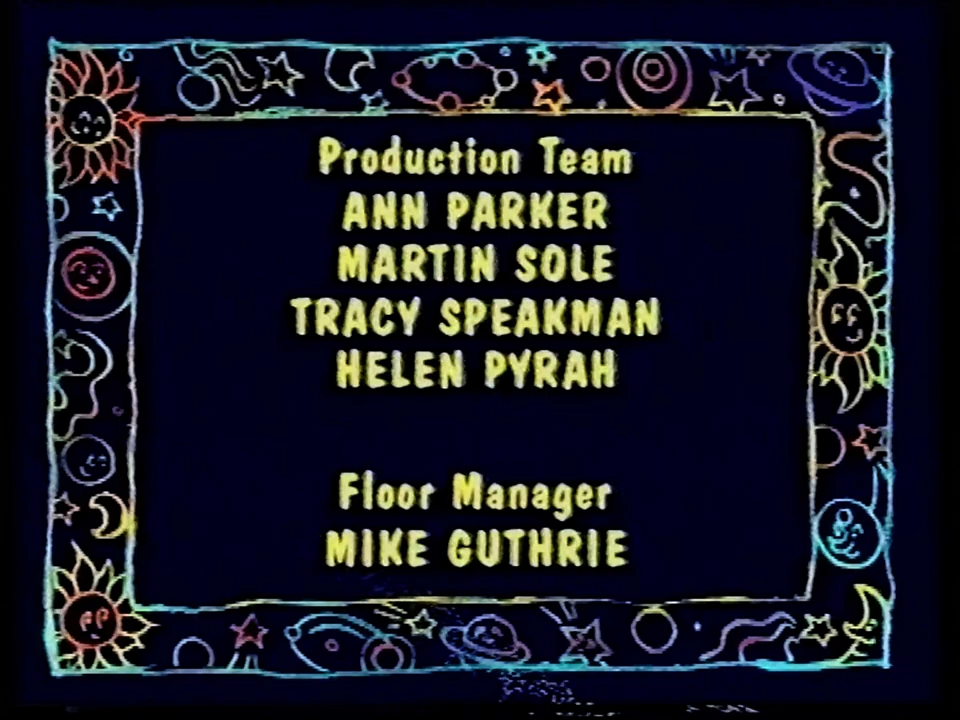 Production Team
ANN PARKER
MARTIN SOLE
TRACY SPEAKMAN
HELEN PYRAH
Floor Manager
MIKE GUTHRIE